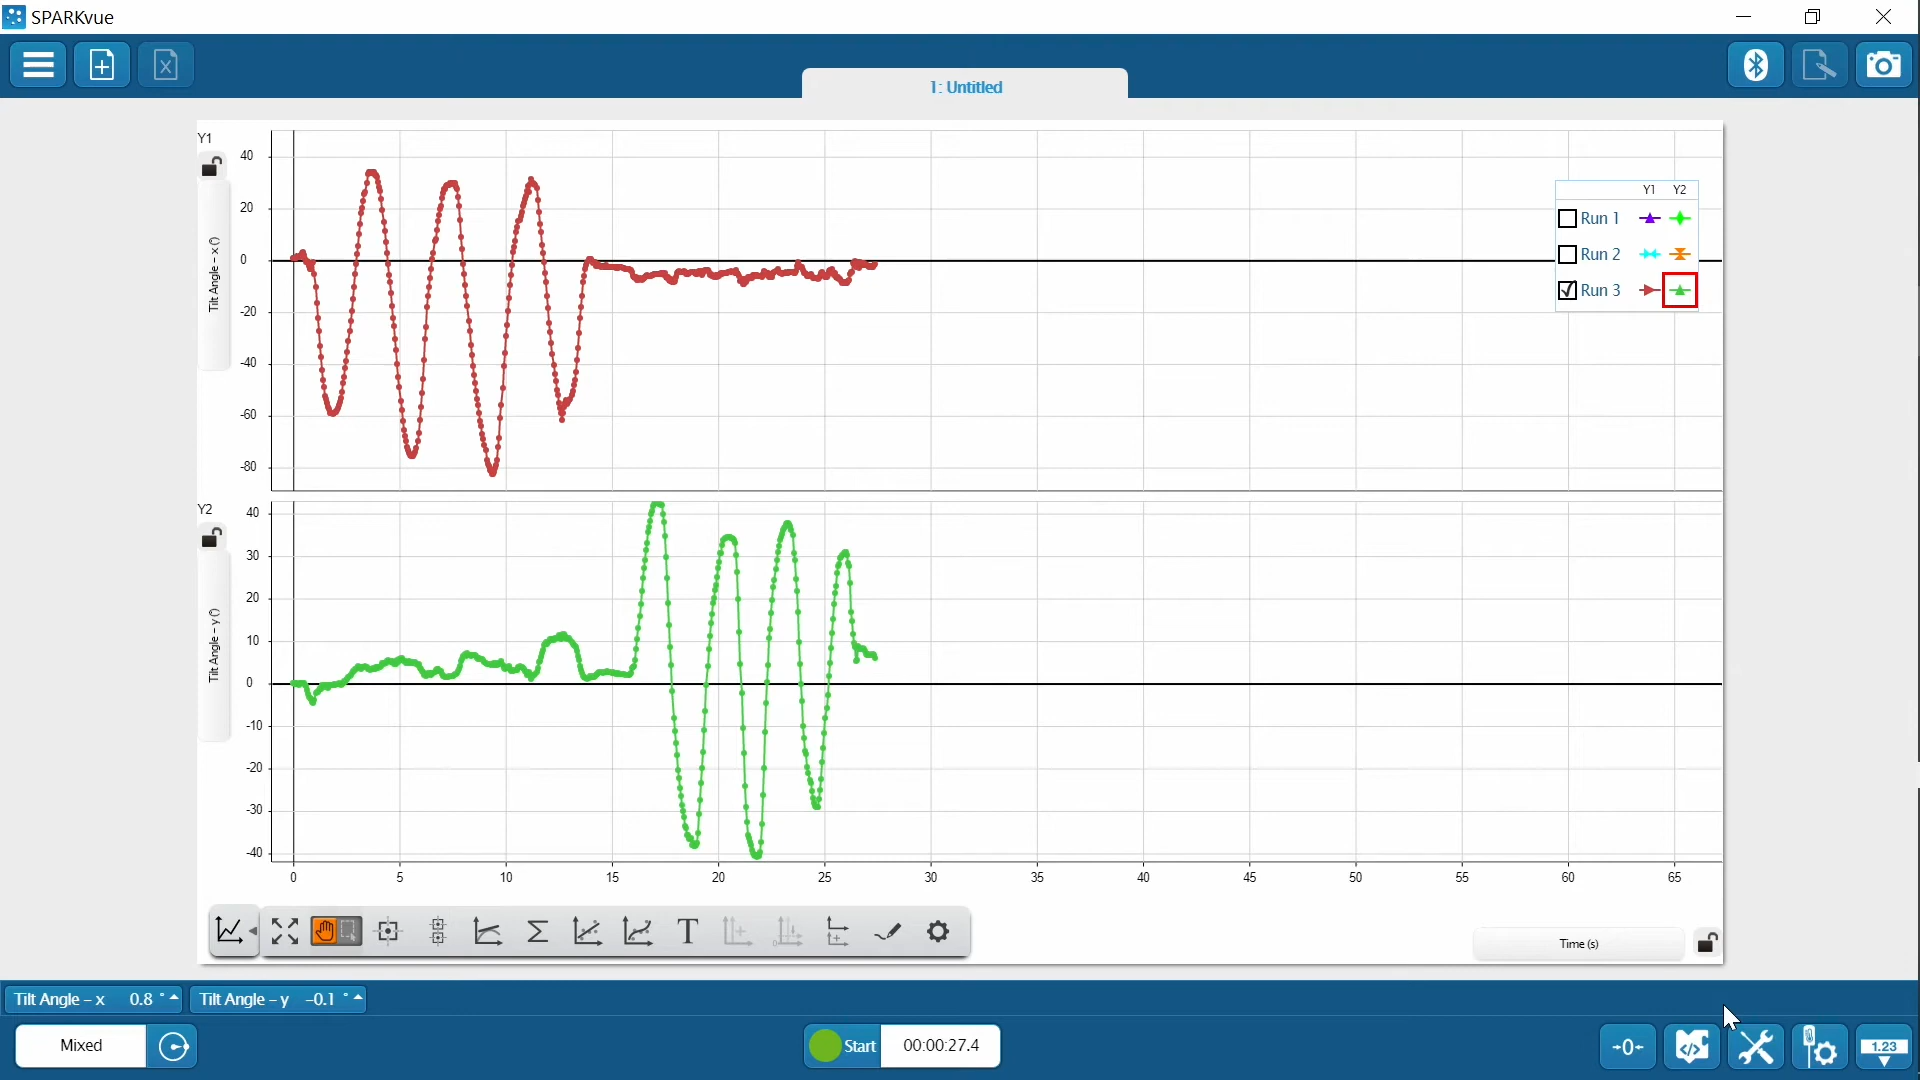 SPARKvue
1: Untitled
Y1
40
20
0
-20
-40
-60
-80
Tilt Angle - x (°)
Y1 Y2
Run 1
Run 2
Run 3
Y2
40
30
20
10
0
-10
-20
-30
-40
Tilt Angle - y (°)
0 5 10 15 20 25 30 35 40 45 50 55 60 65
Σ T
Time (s)
Tilt Angle - x 0.8 ° Tilt Angle - y -0.1 °
Mixed Start 00:00:27.4 →0← </> 1.23